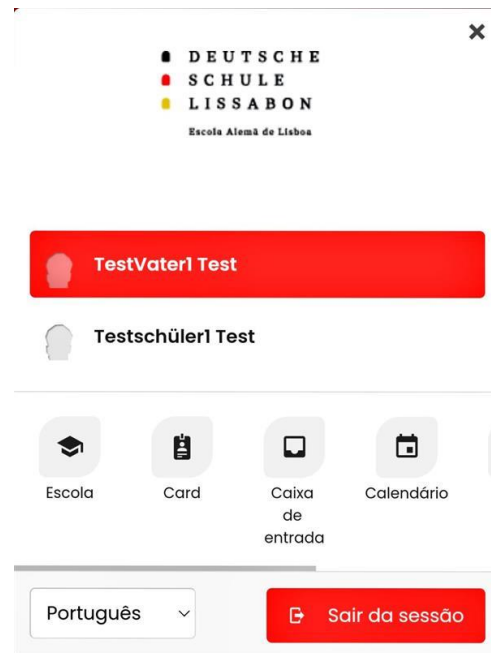 DEUTSCHE
SCHULE
LISSABON
Escola Alemã de Lisboa
TestVater1 Test
Testschüler1 Test
Escola
Card
Caixa
de
entrada
Calendário
Português
Sair da sessão